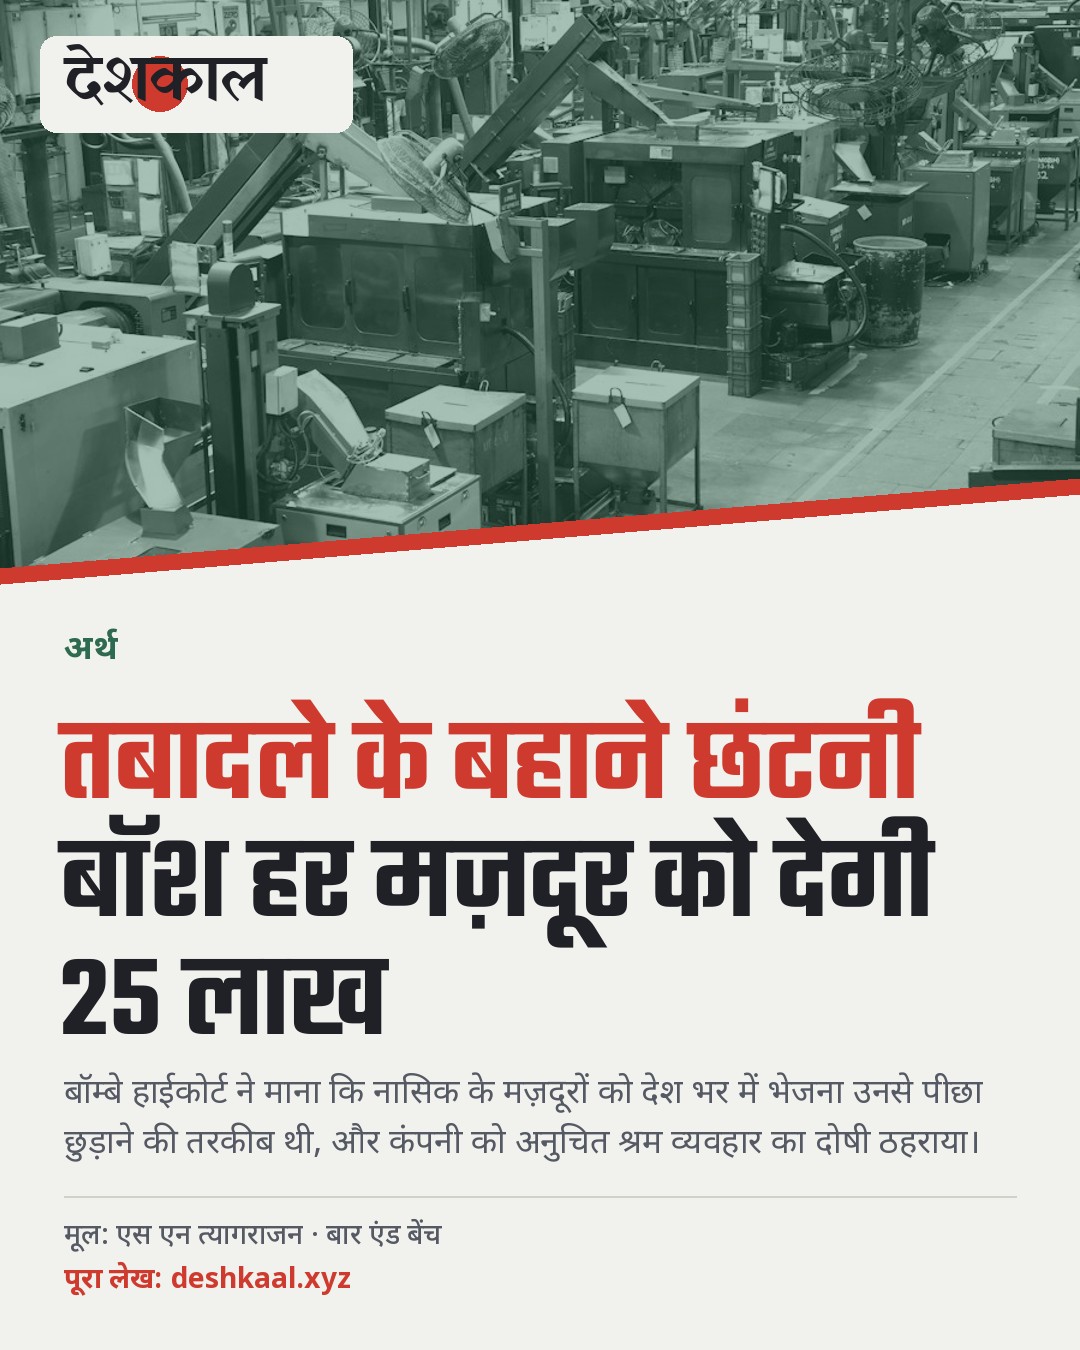 देशकाल
अर्थ
तबादले के बहाने छंटनी
बॉश हर मज़दूर को देगी
25 लाख
बॉम्बे हाईकोर्ट ने माना कि नासिक के मज़दूरों को देश भर में भेजना उनसे पीछा
छुड़ाने की तरकीब थी, और कंपनी को अनुचित श्रम व्यवहार का दोषी ठहराया।
मूल: एस एन त्यागराजन · बार एंड बेंच
पूरा लेख: deshkaal.xyz